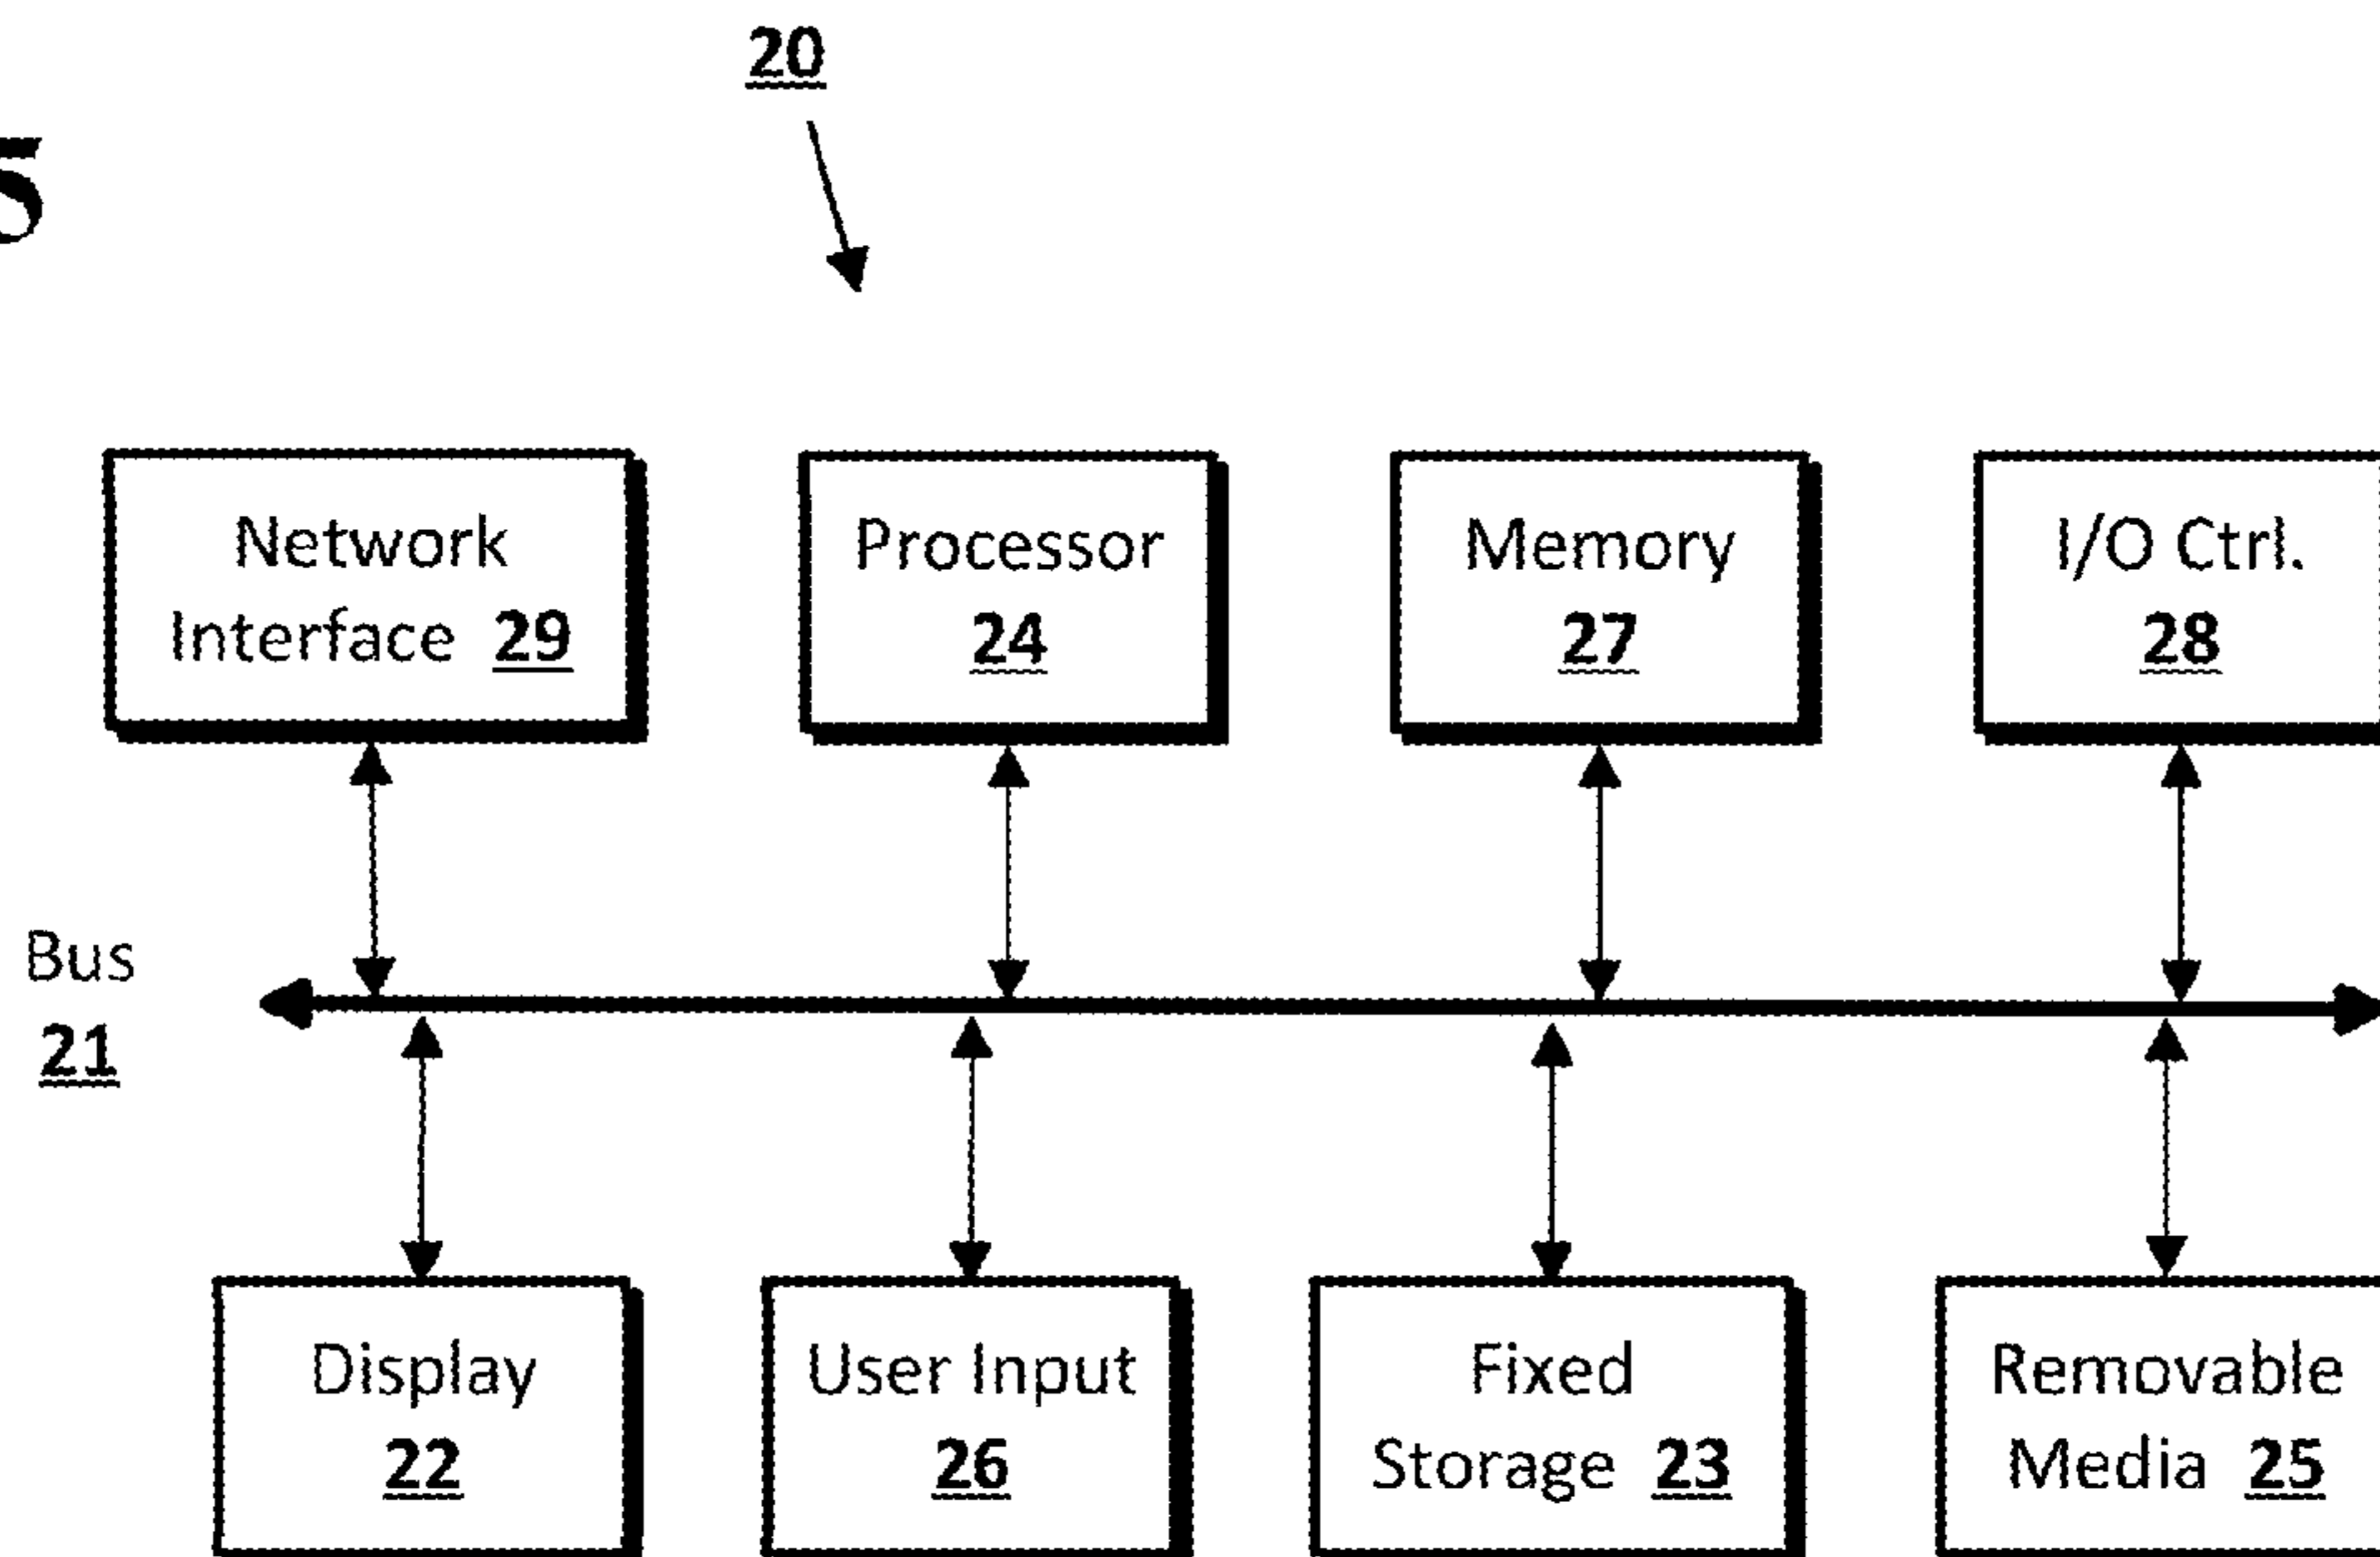 20
5
Network
Interface 29
Processor
24
Memory
27
I/O Ctrl.
28
Bus
21
Display
22
User Input
26
Fixed
Storage 23
Removable
Media 25